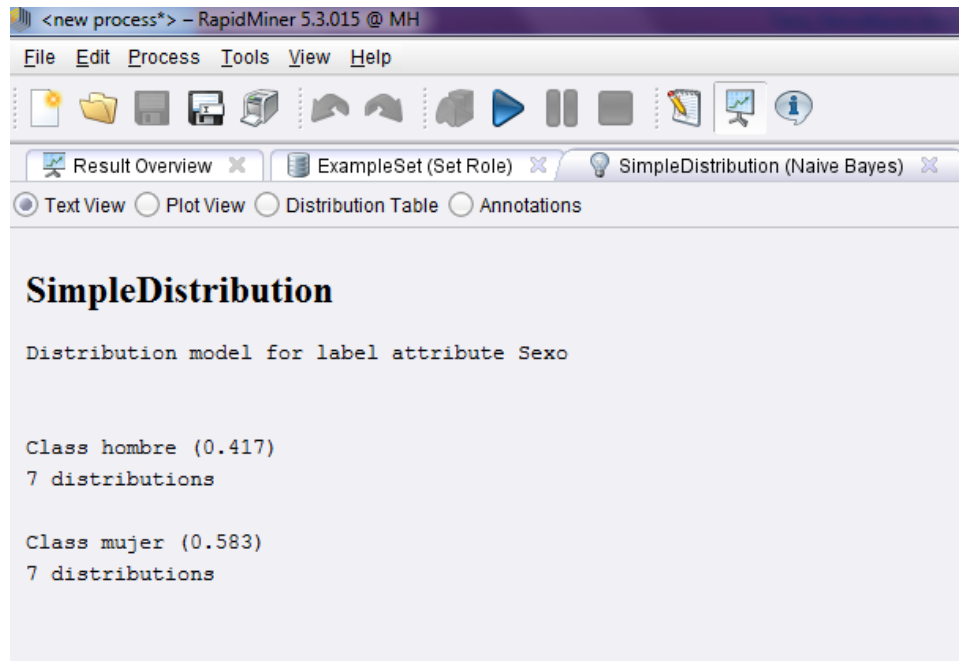 <new process*> – RapidMiner 5.3.015 @ MH
File Edit Process Tools View Help
Result Overview ExampleSet (Set Role) SimpleDistribution (Naive Bayes)
Text View Plot View Distribution Table Annotations
SimpleDistribution
Distribution model for label attribute Sexo
Class hombre (0.417)
7 distributions
Class mujer (0.583)
7 distributions